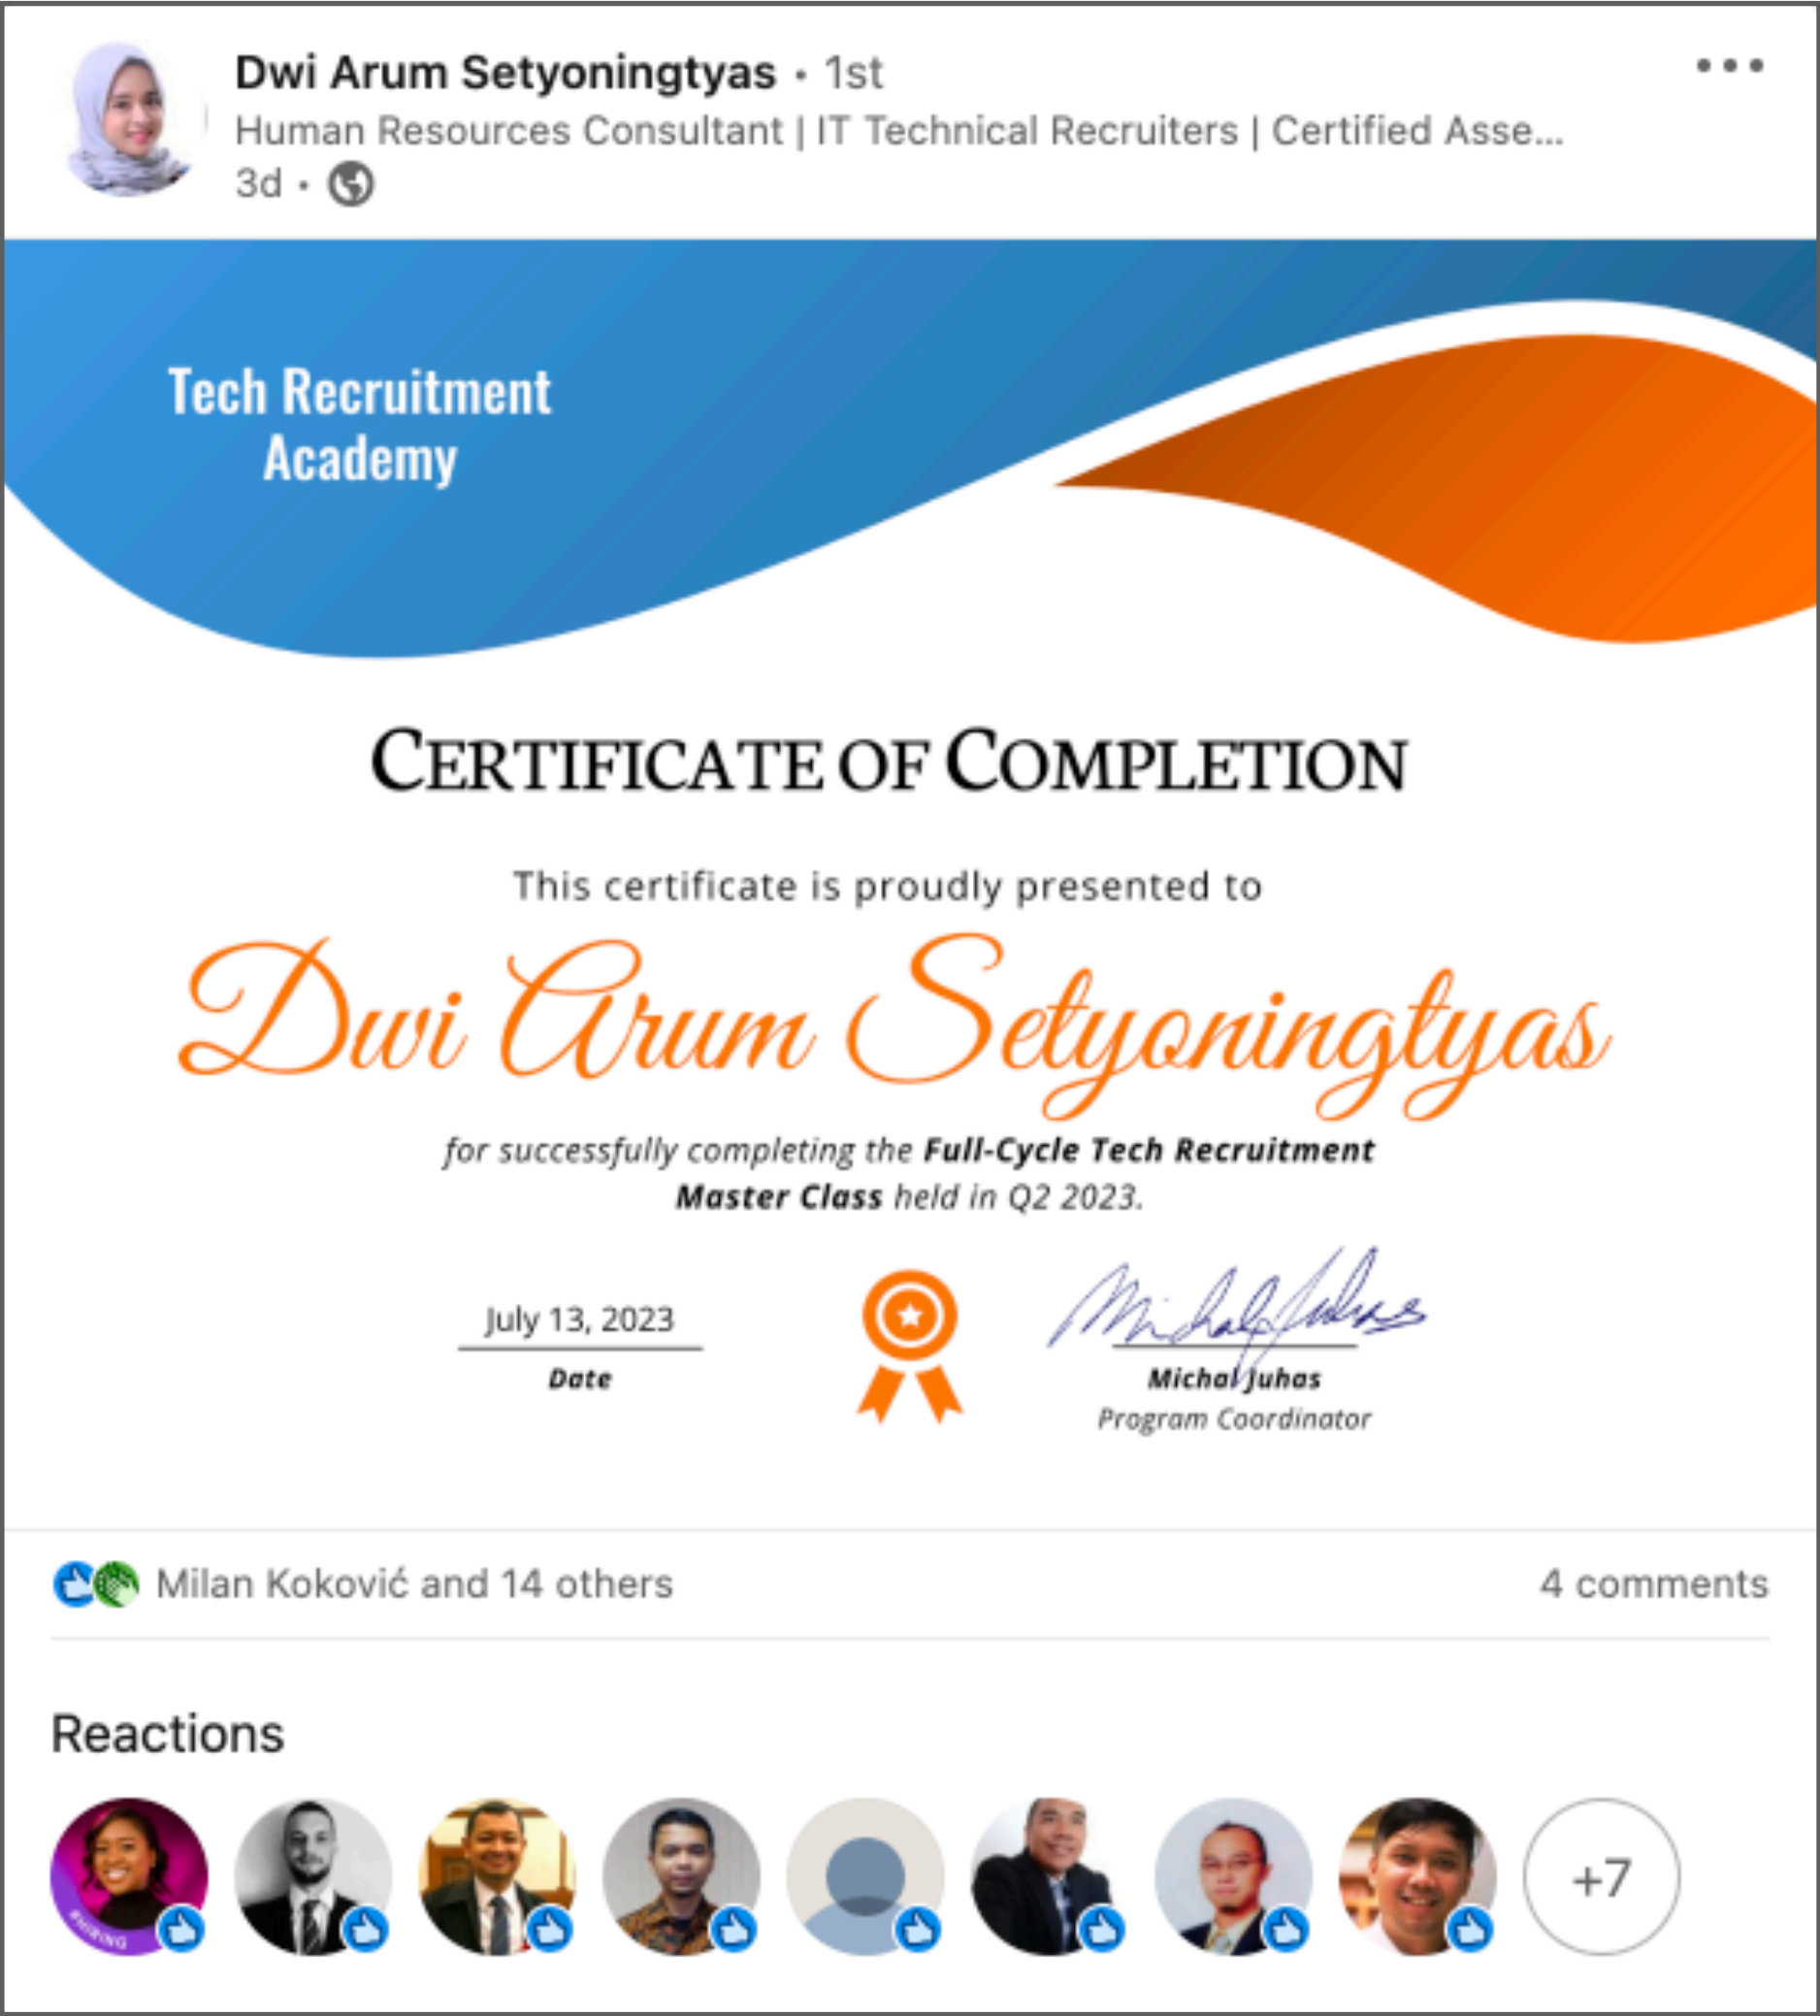 Dwi Arum Setyoningtyas • 1st
Human Resources Consultant | IT Technical Recruiters | Certified Asse...
3d •
Tech Recruitment
Academy
CERTIFICATE OF COMPLETION
This certificate is proudly presented to
Dwi Arum Setyoningtyas
for successfully completing the Full-Cycle Tech Recruitment
Master Class held in Q2 2023.
July 13, 2023
Date
Michal Juhas
Michal Juhas
Program Coordinator
Milan Koković and 14 others
4 comments
Reactions
#HIRING
+7